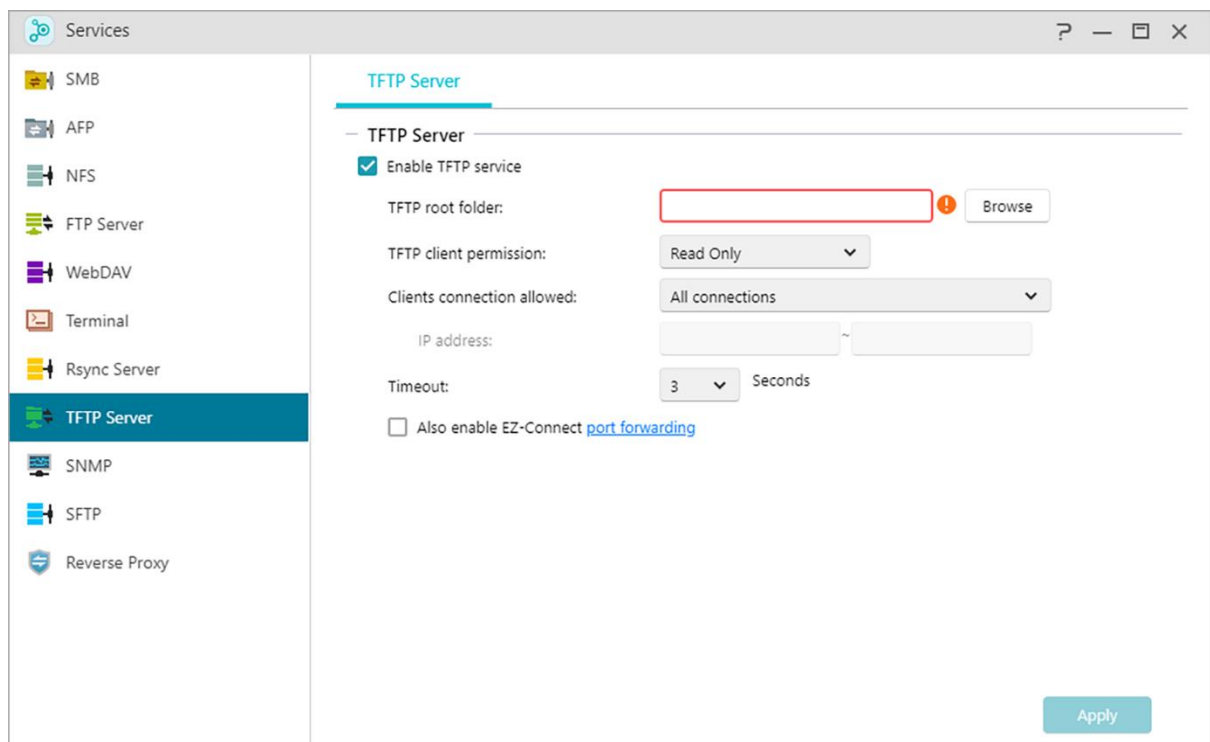 Services
SMB
AFP
NFS
FTP Server
WebDAV
Terminal
Rsync Server
TFTP Server
SNMP
SFTP
Reverse Proxy
TFTP Server
TFTP Server
Enable TFTP service
TFTP root folder: Browse
TFTP client permission: Read Only
Clients connection allowed: All connections
IP address: ~
Timeout: 3 Seconds
Also enable EZ-Connect port forwarding
Apply